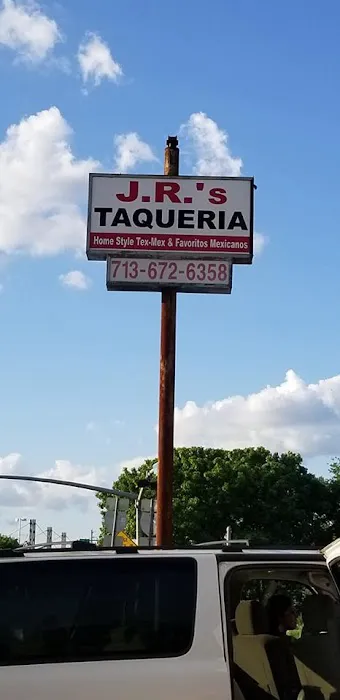 J.R.'s
TAQUERIA
Home Style Tex-Mex & Favoritos Mexicanos
713-672-6358